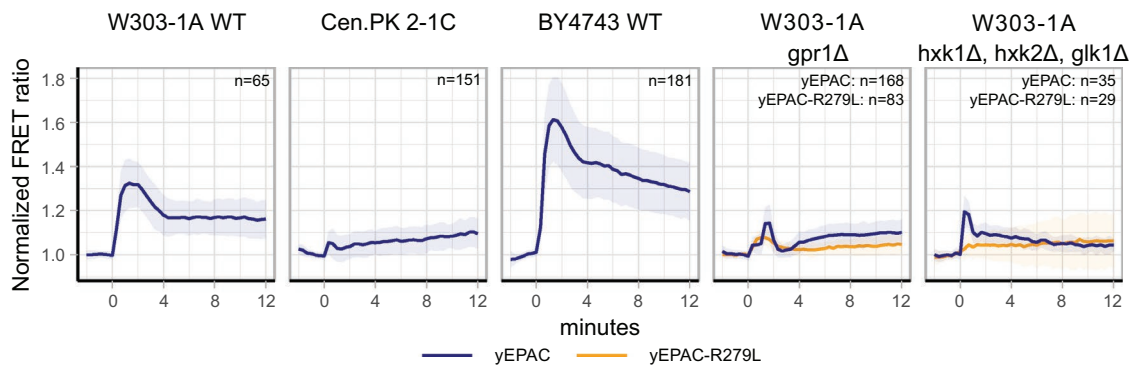 W303-1A WT
Cen.PK 2-1C
BY4743 WT
W303-1A
gpr1Δ
W303-1A
hxk1Δ, hxk2Δ, glk1Δ
n=65
n=151
n=181
yEPAC: n=168
yEPAC-R279L: n=83
yEPAC: n=35
yEPAC-R279L: n=29
Normalized FRET ratio
1.8
1.6
1.4
1.2
1.0
0 4 8 12
0 4 8 12
0 4 8 12
0 4 8 12
0 4 8 12
minutes
yEPAC
yEPAC-R279L